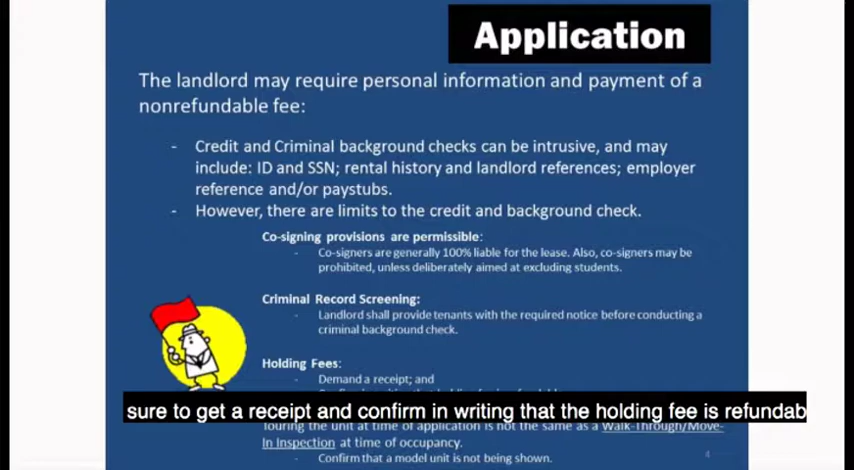 Application
The landlord may require personal information and payment of a
nonrefundable fee:
- Credit and Criminal background checks can be intrusive, and may
include: ID and SSN; rental history and landlord references; employer
reference and/or paystubs.
- However, there are limits to the credit and background check.
Co-signing provisions are permissible:
- Co-signers are generally 100% liable for the lease. Also, co-signers may be
prohibited, unless deliberately aimed at excluding students.
Criminal Record Screening:
- Landlord shall provide tenants with the required notice before conducting a
criminal background check.
Holding Fees:
- Demand a receipt; and
sure to get a receipt and confirm in writing that the holding fee is refundab
Touring the unit at time of application is not the same as a Walk-Through/Move-
In Inspection at time of occupancy.
- Confirm that a model unit is not being shown.
4